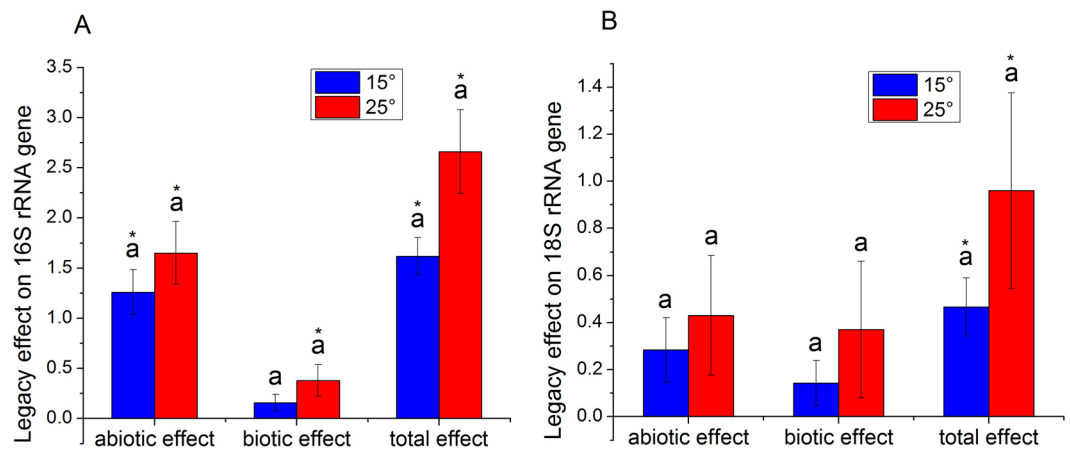 A
Legacy effect on 16S rRNA gene
3.5
3.0
2.5
2.0
1.5
1.0
0.5
0.0
15°
25°
*
a
*
a
a
*
a
*
a
*
a
abiotic effect
biotic effect
total effect
B
Legacy effect on 18S rRNA gene
1.4
1.2
1.0
0.8
0.6
0.4
0.2
0.0
15°
25°
a
a
a
a
*
a
*
a
abiotic effect
biotic effect
total effect